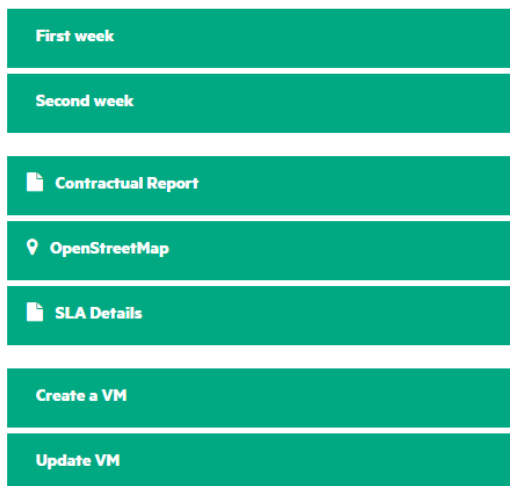 First week
Second week
Contractual Report
OpenStreetMap
SLA Details
Create a VM
Update VM